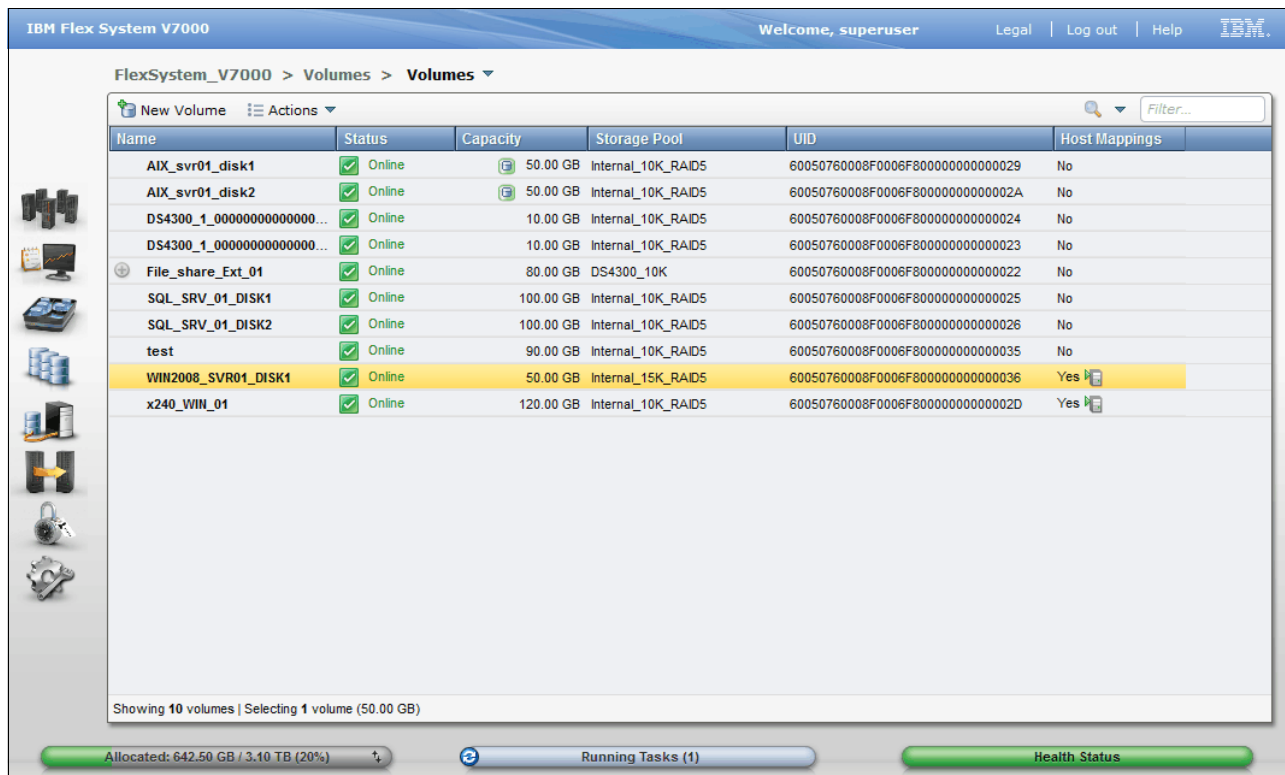 IBM Flex System V7000 Welcome, superuser Legal | Log out | Help IBM.
FlexSystem_V7000 > Volumes > Volumes
New Volume Actions Filter...
Name Status Capacity Storage Pool UID Host Mappings
AIX_svr01_disk1 Online 50.00 GB Internal_10K_RAID5 60050760008F0006F800000000000029 No
AIX_svr01_disk2 Online 50.00 GB Internal_10K_RAID5 60050760008F0006F80000000000002A No
DS4300_1_00000000000000... Online 10.00 GB Internal_10K_RAID5 60050760008F0006F800000000000024 No
DS4300_1_00000000000000... Online 10.00 GB Internal_10K_RAID5 60050760008F0006F800000000000023 No
File_share_Ext_01 Online 80.00 GB DS4300_10K 60050760008F0006F800000000000022 No
SQL_SRV_01_DISK1 Online 100.00 GB Internal_10K_RAID5 60050760008F0006F800000000000025 No
SQL_SRV_01_DISK2 Online 100.00 GB Internal_10K_RAID5 60050760008F0006F800000000000026 No
test Online 90.00 GB Internal_10K_RAID5 60050760008F0006F800000000000035 No
WIN2008_SVR01_DISK1 Online 50.00 GB Internal_15K_RAID5 60050760008F0006F800000000000036 Yes
x240_WIN_01 Online 120.00 GB Internal_10K_RAID5 60050760008F0006F80000000000002D Yes
Showing 10 volumes | Selecting 1 volume (50.00 GB)
Allocated: 642.50 GB / 3.10 TB (20%) Running Tasks (1) Health Status